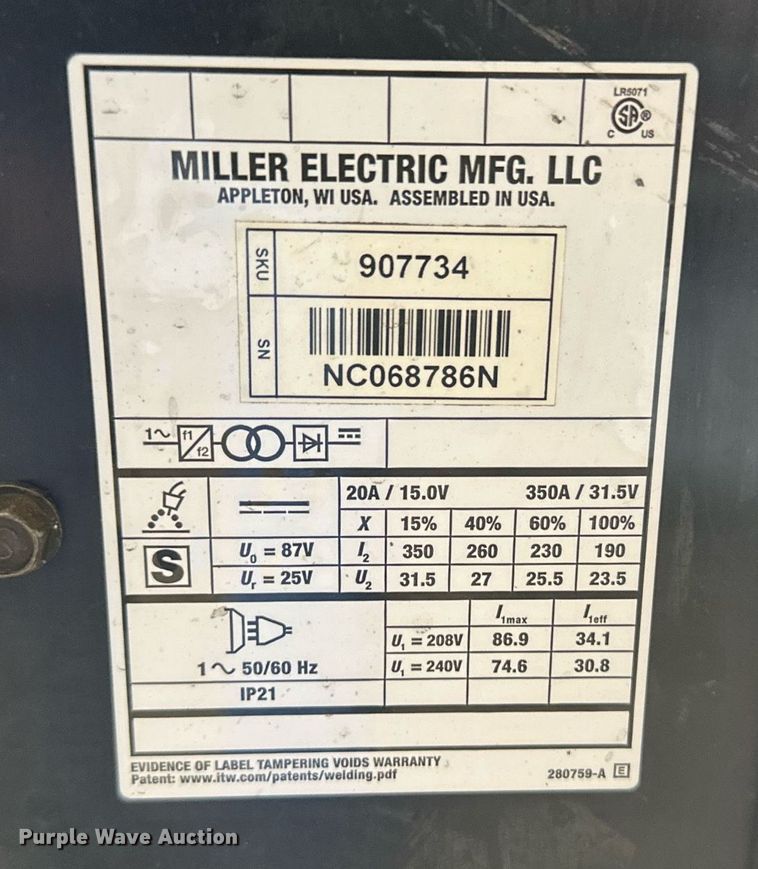 LR5071
C SA ® US
MILLER ELECTRIC MFG. LLC
APPLETON, WI USA. ASSEMBLED IN USA.
SKU 907734
SN NC068786N
1~ f1 f2
20A / 15.0V 350A / 31.5V
X 15% 40% 60% 100%
S U0 = 87V I2 350 260 230 190
Ur = 25V U2 31.5 27 25.5 23.5
I1max I1eff
U1 = 208V 86.9 34.1
1~ 50/60 Hz U1 = 240V 74.6 30.8
IP21
EVIDENCE OF LABEL TAMPERING VOIDS WARRANTY
Patent: www.itw.com/patents/welding.pdf 280759-A E
Purple Wave Auction